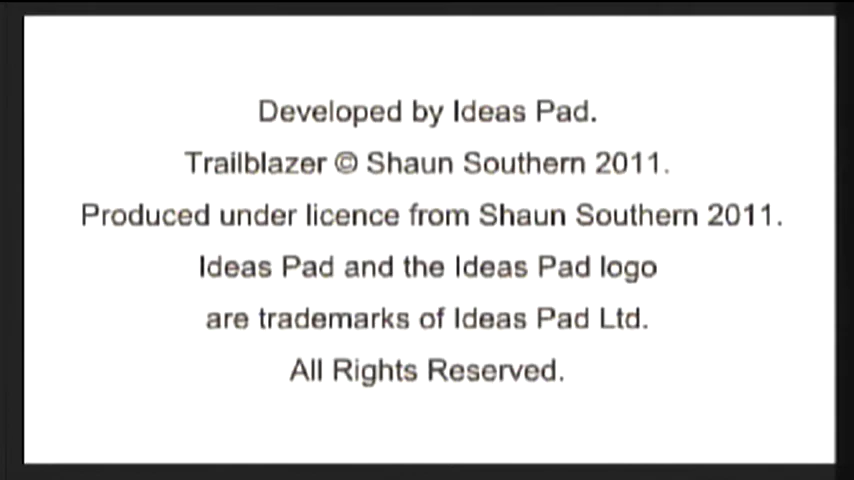 Developed by Ideas Pad.
Trailblazer © Shaun Southern 2011.
Produced under licence from Shaun Southern 2011.
Ideas Pad and the Ideas Pad logo
are trademarks of Ideas Pad Ltd.
All Rights Reserved.